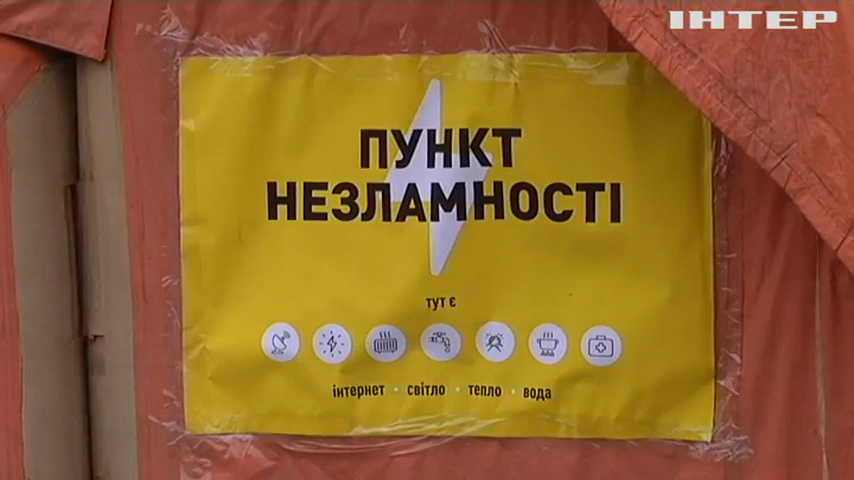 ІНТЕР
ПУНКТ
НЕЗЛАМНОСТІ
тут є
інтернет • світло • тепло • вода